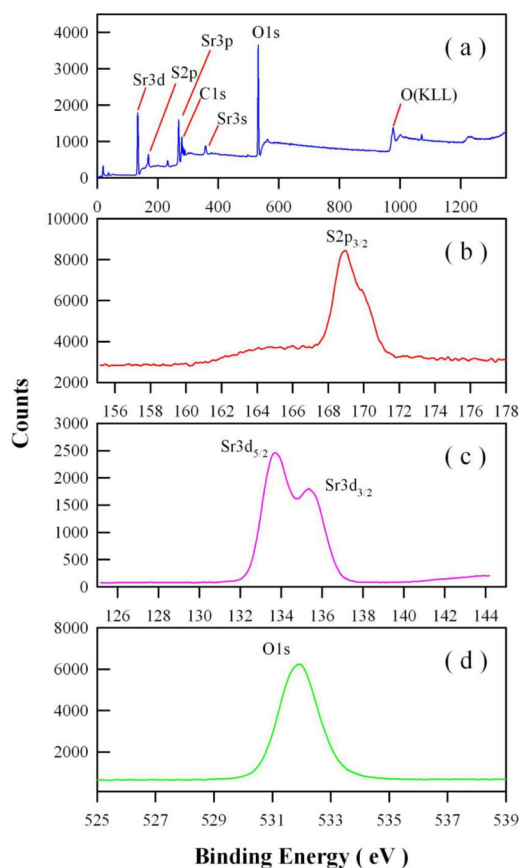 ( a )
O1s
Sr3p
S2p
Sr3d
C1s
Sr3s
O(KLL)
4000
3000
2000
1000
0
0 200 400 600 800 1000 1200
( b )
S2p3/2
10000
8000
6000
4000
2000
156 158 160 162 164 166 168 170 172 174 176 178
Counts
( c )
Sr3d5/2
Sr3d3/2
3000
2500
2000
1500
1000
500
0
126 128 130 132 134 136 138 140 142 144
( d )
O1s
8000
6000
4000
2000
525 527 529 531 533 535 537 539
Binding Energy ( eV )